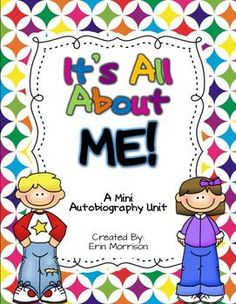 It's All
About
ME!
A Mini
Autobiography Unit
Created By:
Erin Morrison